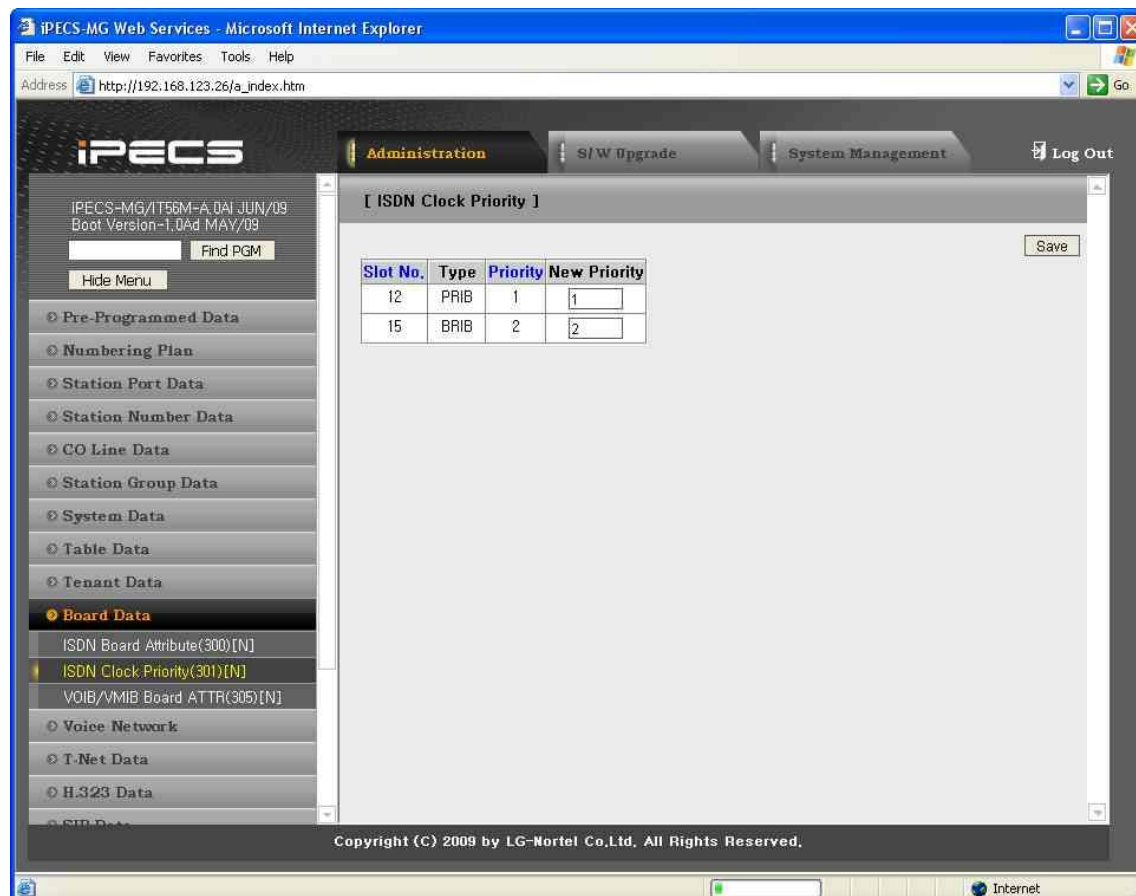 iPECS-MG Web Services - Microsoft Internet Explorer
File Edit View Favorites Tools Help
Address http://192.168.123.26/a_index.htm Go
iPECS
Administration
S/W Upgrade
System Management
Log Out
iPECS-MG/IT56M-A.0AI JUN/09
Boot Version-1.0Ad MAY/09
Find PGM
Hide Menu
Pre-Programmed Data
Numbering Plan
Station Port Data
Station Number Data
CO Line Data
Station Group Data
System Data
Table Data
Tenant Data
Board Data
ISDN Board Attribute(300)[N]
ISDN Clock Priority(301)[N]
VOIB/VMIB Board ATTR(305)[N]
Voice Network
T-Net Data
H.323 Data
SIP Data
[ ISDN Clock Priority ]
Save
Slot No. Type Priority New Priority
12 PRIB 1 1
15 BRIB 2 2
Copyright (C) 2009 by LG-Nortel Co.Ltd. All Rights Reserved.
Internet